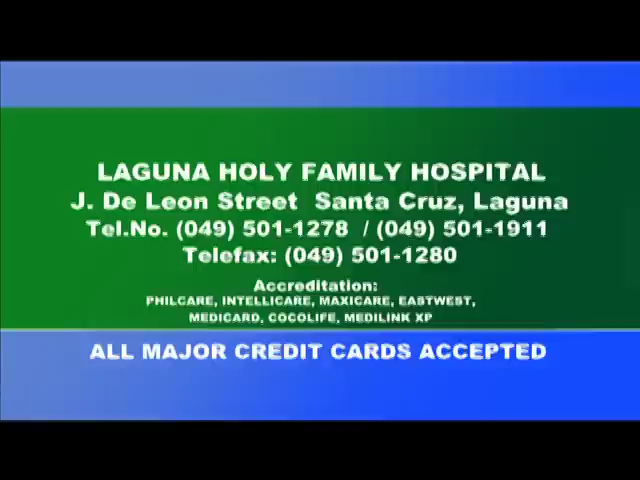 LAGUNA HOLY FAMILY HOSPITAL
J. De Leon Street Santa Cruz, Laguna
Tel.No. (049) 501-1278 / (049) 501-1911
Telefax: (049) 501-1280
Accreditation:
PHILCARE, INTELLICARE, MAXICARE, EASTWEST,
MEDICARD, COCOLIFE, MEDILINK XP
ALL MAJOR CREDIT CARDS ACCEPTED